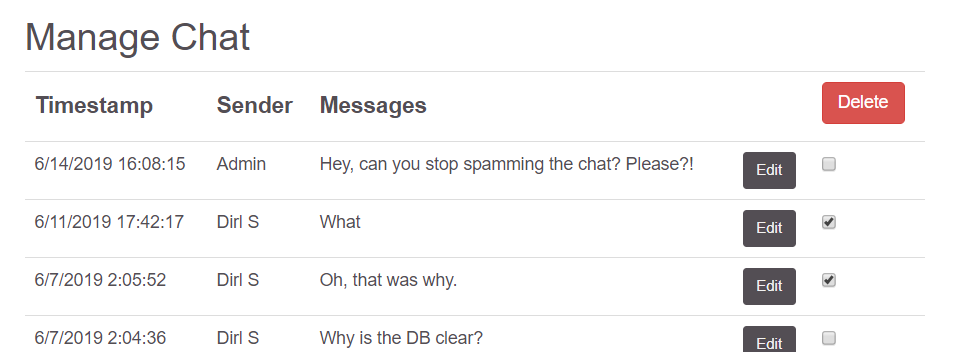 Manage Chat
Timestamp Sender Messages Delete
6/14/2019 16:08:15 Admin Hey, can you stop spamming the chat? Please?! Edit
6/11/2019 17:42:17 Dirl S What Edit
6/7/2019 2:05:52 Dirl S Oh, that was why. Edit
6/7/2019 2:04:36 Dirl S Why is the DB clear? Edit